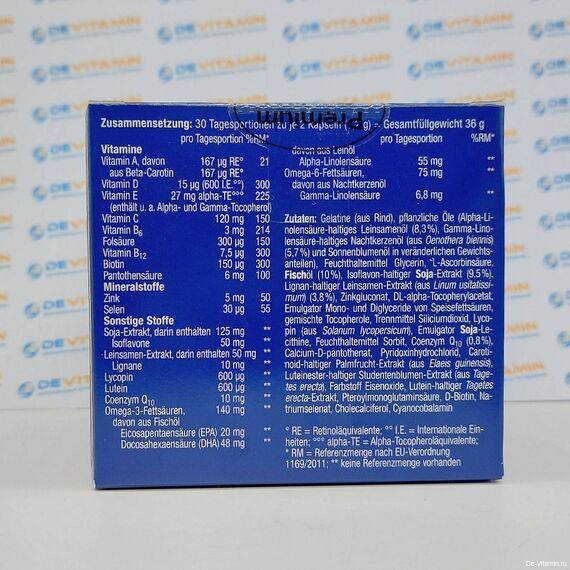 DE VITAMIN
Premium
Zusammensetzung: 30 Tagesportionen zu je 2 Kapseln = Gesamtfüllgewicht 36 g
pro Tagesportion %RM*
Vitamine
Vitamin A, davon 167 µg RE° 21
aus Beta-Carotin 167 µg RE°
Vitamin D 15 µg (600 I.E.°°) 300
Vitamin E 27 mg alpha-TE°°° 225
(enthält u. a. Alpha- und Gamma-Tocopherol)
Vitamin C 120 mg 150
Vitamin B6 3 mg 214
Folsäure 300 µg 150
Vitamin B12 7,5 µg 300
Biotin 150 µg 300
Pantothensäure 6 mg 100
Mineralstoffe
Zink 5 mg 50
Selen 30 µg 55
Sonstige Stoffe
Soja-Extrakt, darin enthalten 125 mg **
Isoflavone 50 mg **
Leinsamen-Extrakt, darin enthalten 50 mg **
Lignane 10 mg **
Lycopin 600 µg **
Lutein 600 µg **
Coenzym Q10 10 mg **
Omega-3-Fettsäuren, 140 mg **
davon aus Fischöl
Eicosapentaensäure (EPA) 20 mg **
Docosahexaensäure (DHA) 48 mg **
pro Tagesportion %RM*
davon aus Leinöl
Alpha-Linolensäure 55 mg **
Omega-6-Fettsäuren, 75 mg **
davon aus Nachtkerzenöl
Gamma-Linolensäure 6,8 mg **
Zutaten: Gelatine (aus Rind), pflanzliche Öle (Alpha-Li-
nolensäure-haltiges Leinsamenöl (8,3%), Gamma-Lino-
lensäure-haltiges Nachtkerzenöl (aus Oenothera biennis)
(5,7%) und Sonnenblumenöl in veränderlichen Gewichts-
anteilen), Feuchthaltemittel Glycerin, L-Ascorbinsäure,
Fischöl (10%), Isoflavon-haltiger Soja-Extrakt (9,5%),
Lignan-haltiger Leinsamen-Extrakt (aus Linum usitatissi-
mum) (3,8%), Zinkgluconat, DL-alpha-Tocopherylacetat,
Emulgator Mono- und Diglyceride von Speisefettsäuren,
gemischte Tocopherole, Trennmittel Siliciumdioxid, Lyco-
pin (aus Solanum lycopersicum), Emulgator Soja-Le-
cithine, Feuchthaltemittel Sorbit, Coenzym Q10 (0,8%),
Calcium-D-pantothenat, Pyridoxinhydrochlorid, Caroti-
noid-haltiger Palmfrucht-Extrakt (aus Elaeis guineensis),
Luteinester-haltiger Studentenblumen-Extrakt (aus Tage-
tes erecta), Farbstoff Eisenoxide, Lutein-haltiger Tagetes
erecta-Extrakt, Pteroylmonoglutaminsäure, D-Biotin, Na-
triumselenat, Cholecalciferol, Cyanocobalamin
° RE = Retinoläquivalente; °° I.E. = Internationale Ein-
heiten; °°° alpha-TE = Alpha-Tocopheroläquivalente;
* RM = Referenzmenge nach EU-Verordnung
1169/2011; ** keine Referenzmenge vorhanden
De-Vitamin.ru